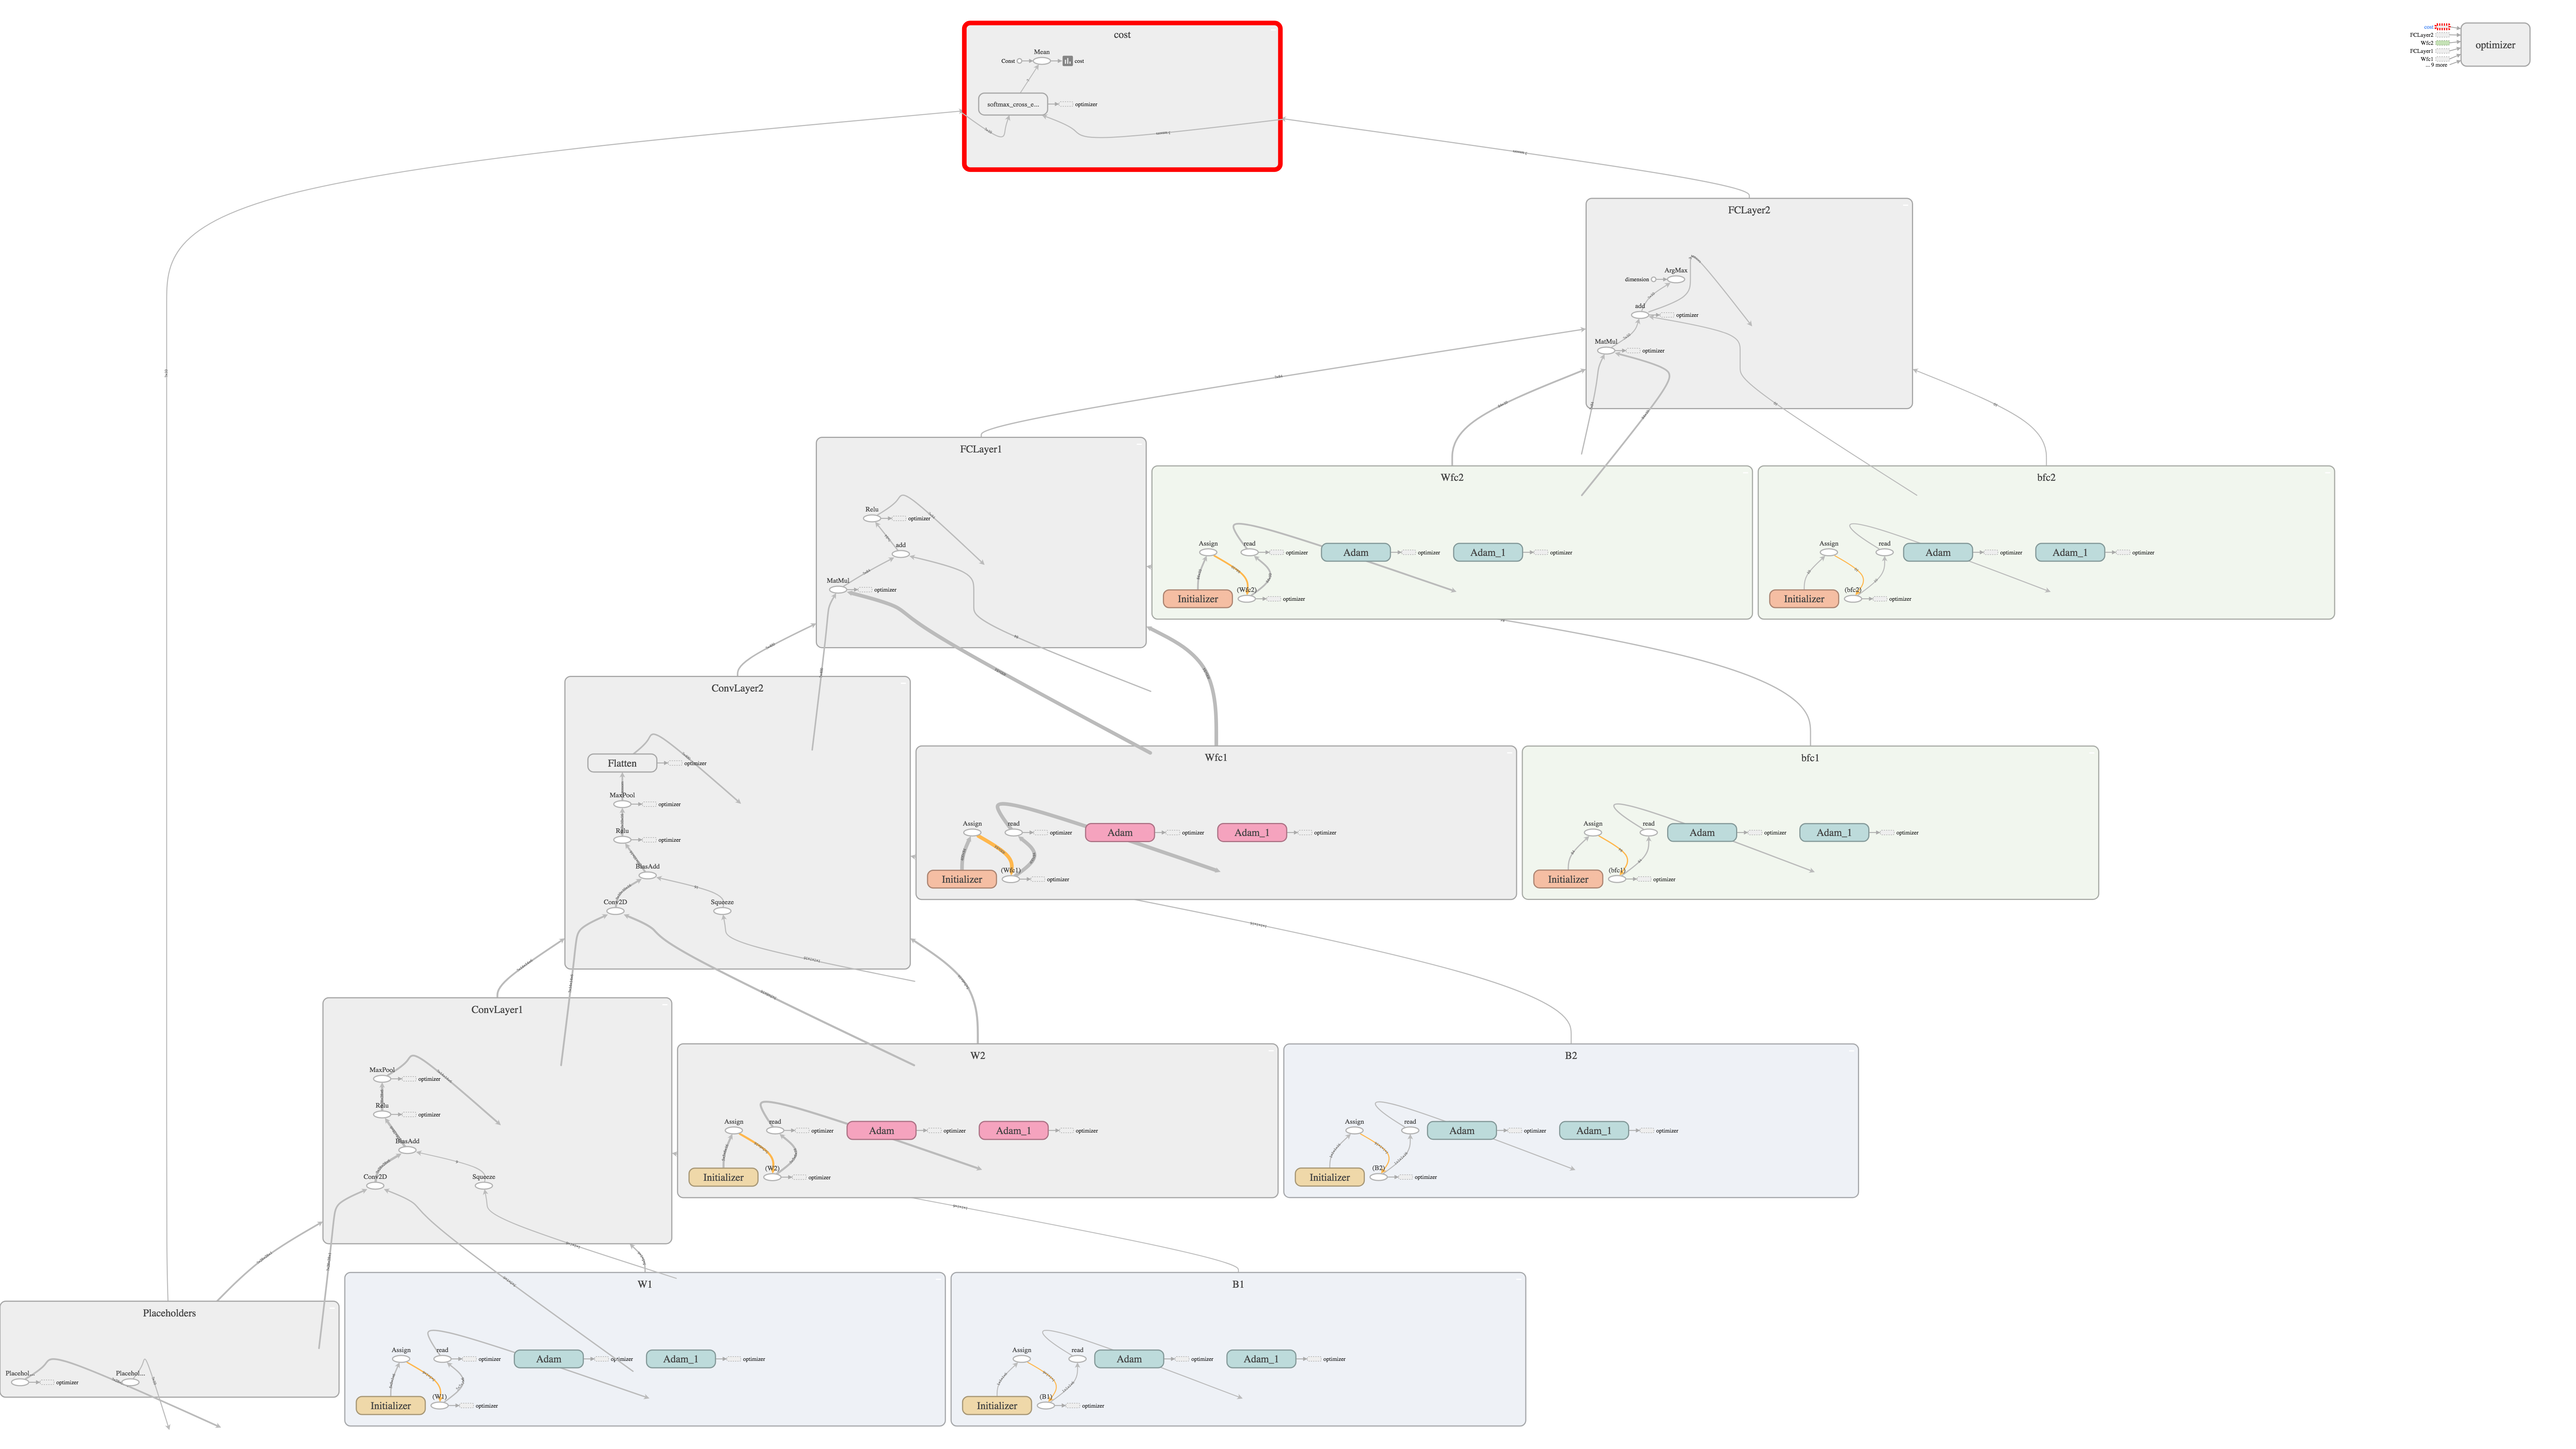 cost
Mean
Const
cost
softmax_cross_e...
optimizer
cost
FCLayer2
Wfc2
FCLayer1
Wfc1
... 9 more
optimizer
FCLayer2
ArgMax
dimension
add
optimizer
MatMul
optimizer
FCLayer1
Relu
optimizer
add
MatMul
optimizer
Wfc2
Assign
read
optimizer
Adam
optimizer
Adam_1
optimizer
Initializer
(Wfc2)
optimizer
bfc2
Assign
read
Adam
optimizer
Adam_1
optimizer
Initializer
(bfc2)
optimizer
ConvLayer2
Flatten
optimizer
MaxPool
optimizer
Relu
optimizer
BiasAdd
Conv2D
Squeeze
Wfc1
Assign
read
optimizer
Adam
optimizer
Adam_1
optimizer
Initializer
(Wfc1)
optimizer
bfc1
Assign
read
Adam
optimizer
Adam_1
optimizer
Initializer
(bfc1)
optimizer
ConvLayer1
MaxPool
optimizer
Relu
optimizer
BiasAdd
Conv2D
Squeeze
W2
Assign
read
optimizer
Adam
optimizer
Adam_1
optimizer
Initializer
(W2)
optimizer
B2
Assign
read
Adam
optimizer
Adam_1
optimizer
Initializer
(B2)
optimizer
Placeholders
Placehol...
optimizer
Placehol...
W1
Assign
read
optimizer
Adam
optimizer
Adam_1
optimizer
Initializer
(W1)
optimizer
B1
Assign
read
Adam
optimizer
Adam_1
optimizer
Initializer
(B1)
optimizer